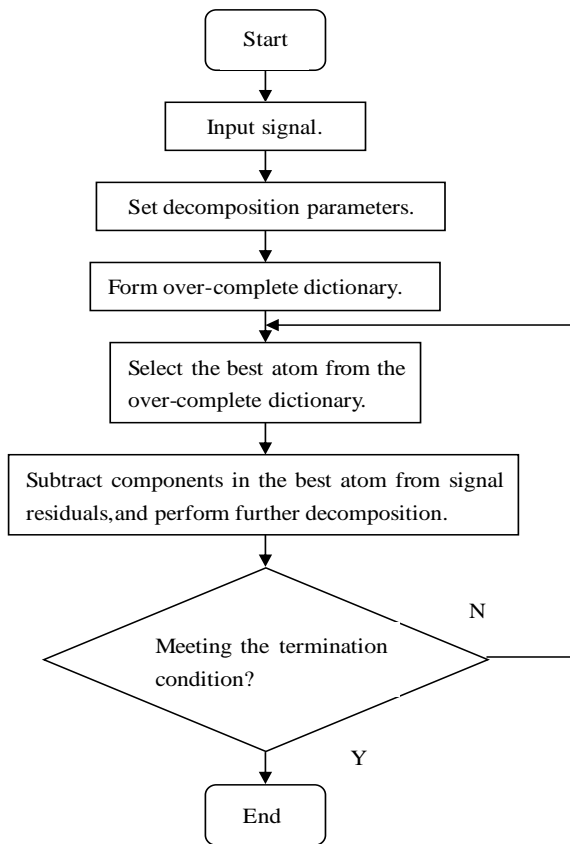 Start
Input signal.
Set decomposition parameters.
Form over-complete dictionary.
Select the best atom from the
over-complete dictionary.
Subtract components in the best atom from signal
residuals,and perform further decomposition.
N
Meeting the termination
condition?
Y
End